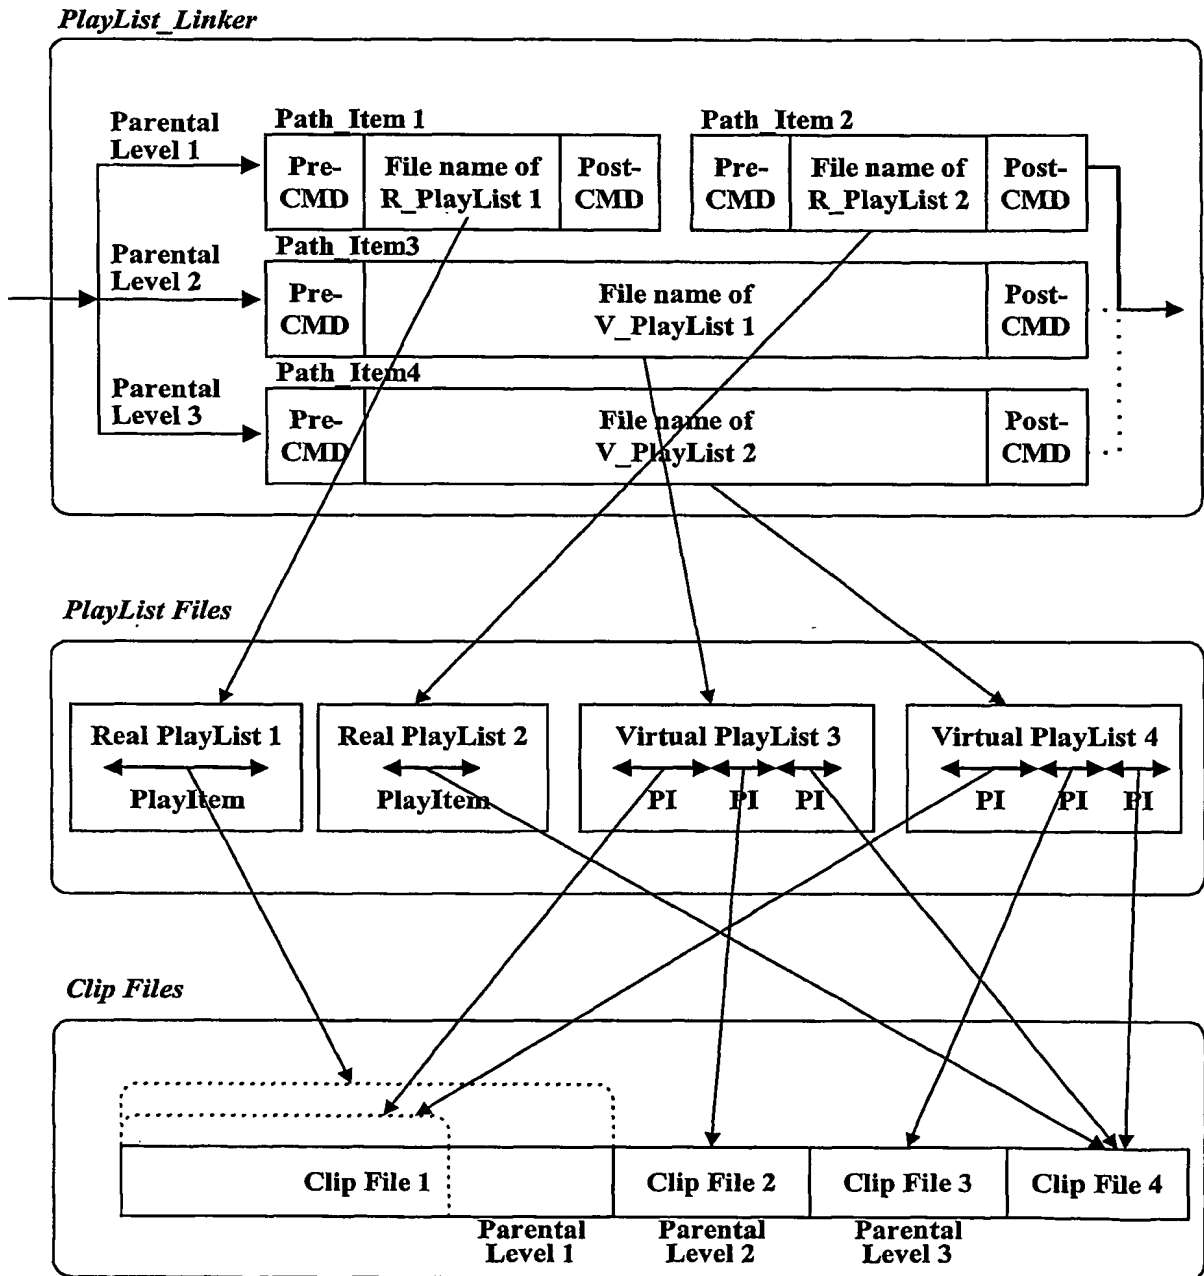 PlayList_Linker
Parental
Level 1
Path_Item 1
Pre-
CMD
File name of
R_PlayList 1
Post-
CMD
Path_Item 2
Pre-
CMD
File name of
R_PlayList 2
Post-
CMD
Parental
Level 2
Path_Item3
Pre-
CMD
File name of
V_PlayList 1
Post-
CMD
Parental
Level 3
Path_Item4
Pre-
CMD
File name of
V_PlayList 2
Post-
CMD
PlayList Files
Real PlayList 1
PlayItem
Real PlayList 2
PlayItem
Virtual PlayList 3
PI PI PI
Virtual PlayList 4
PI PI PI
Clip Files
Clip File 1
Clip File 2
Clip File 3
Clip File 4
Parental
Level 1
Parental
Level 2
Parental
Level 3